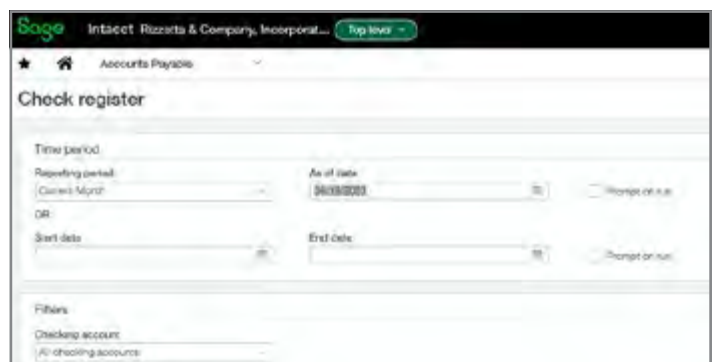 Sage Intacct Rizzetta & Company, Incorporat... Top level
Accounts Payable
Check register
Time period
Reporting period As of date
Current Month Prompt on run
OR
Start date End date
Prompt on run
Filters
Checking account
All checking accounts